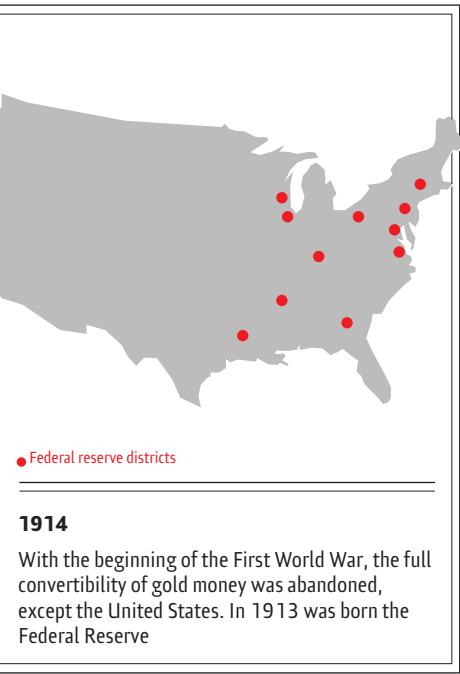 Federal reserve districts
1914
With the beginning of the First World War, the full
convertibility of gold money was abandoned,
except the United States. In 1913 was born the
Federal Reserve